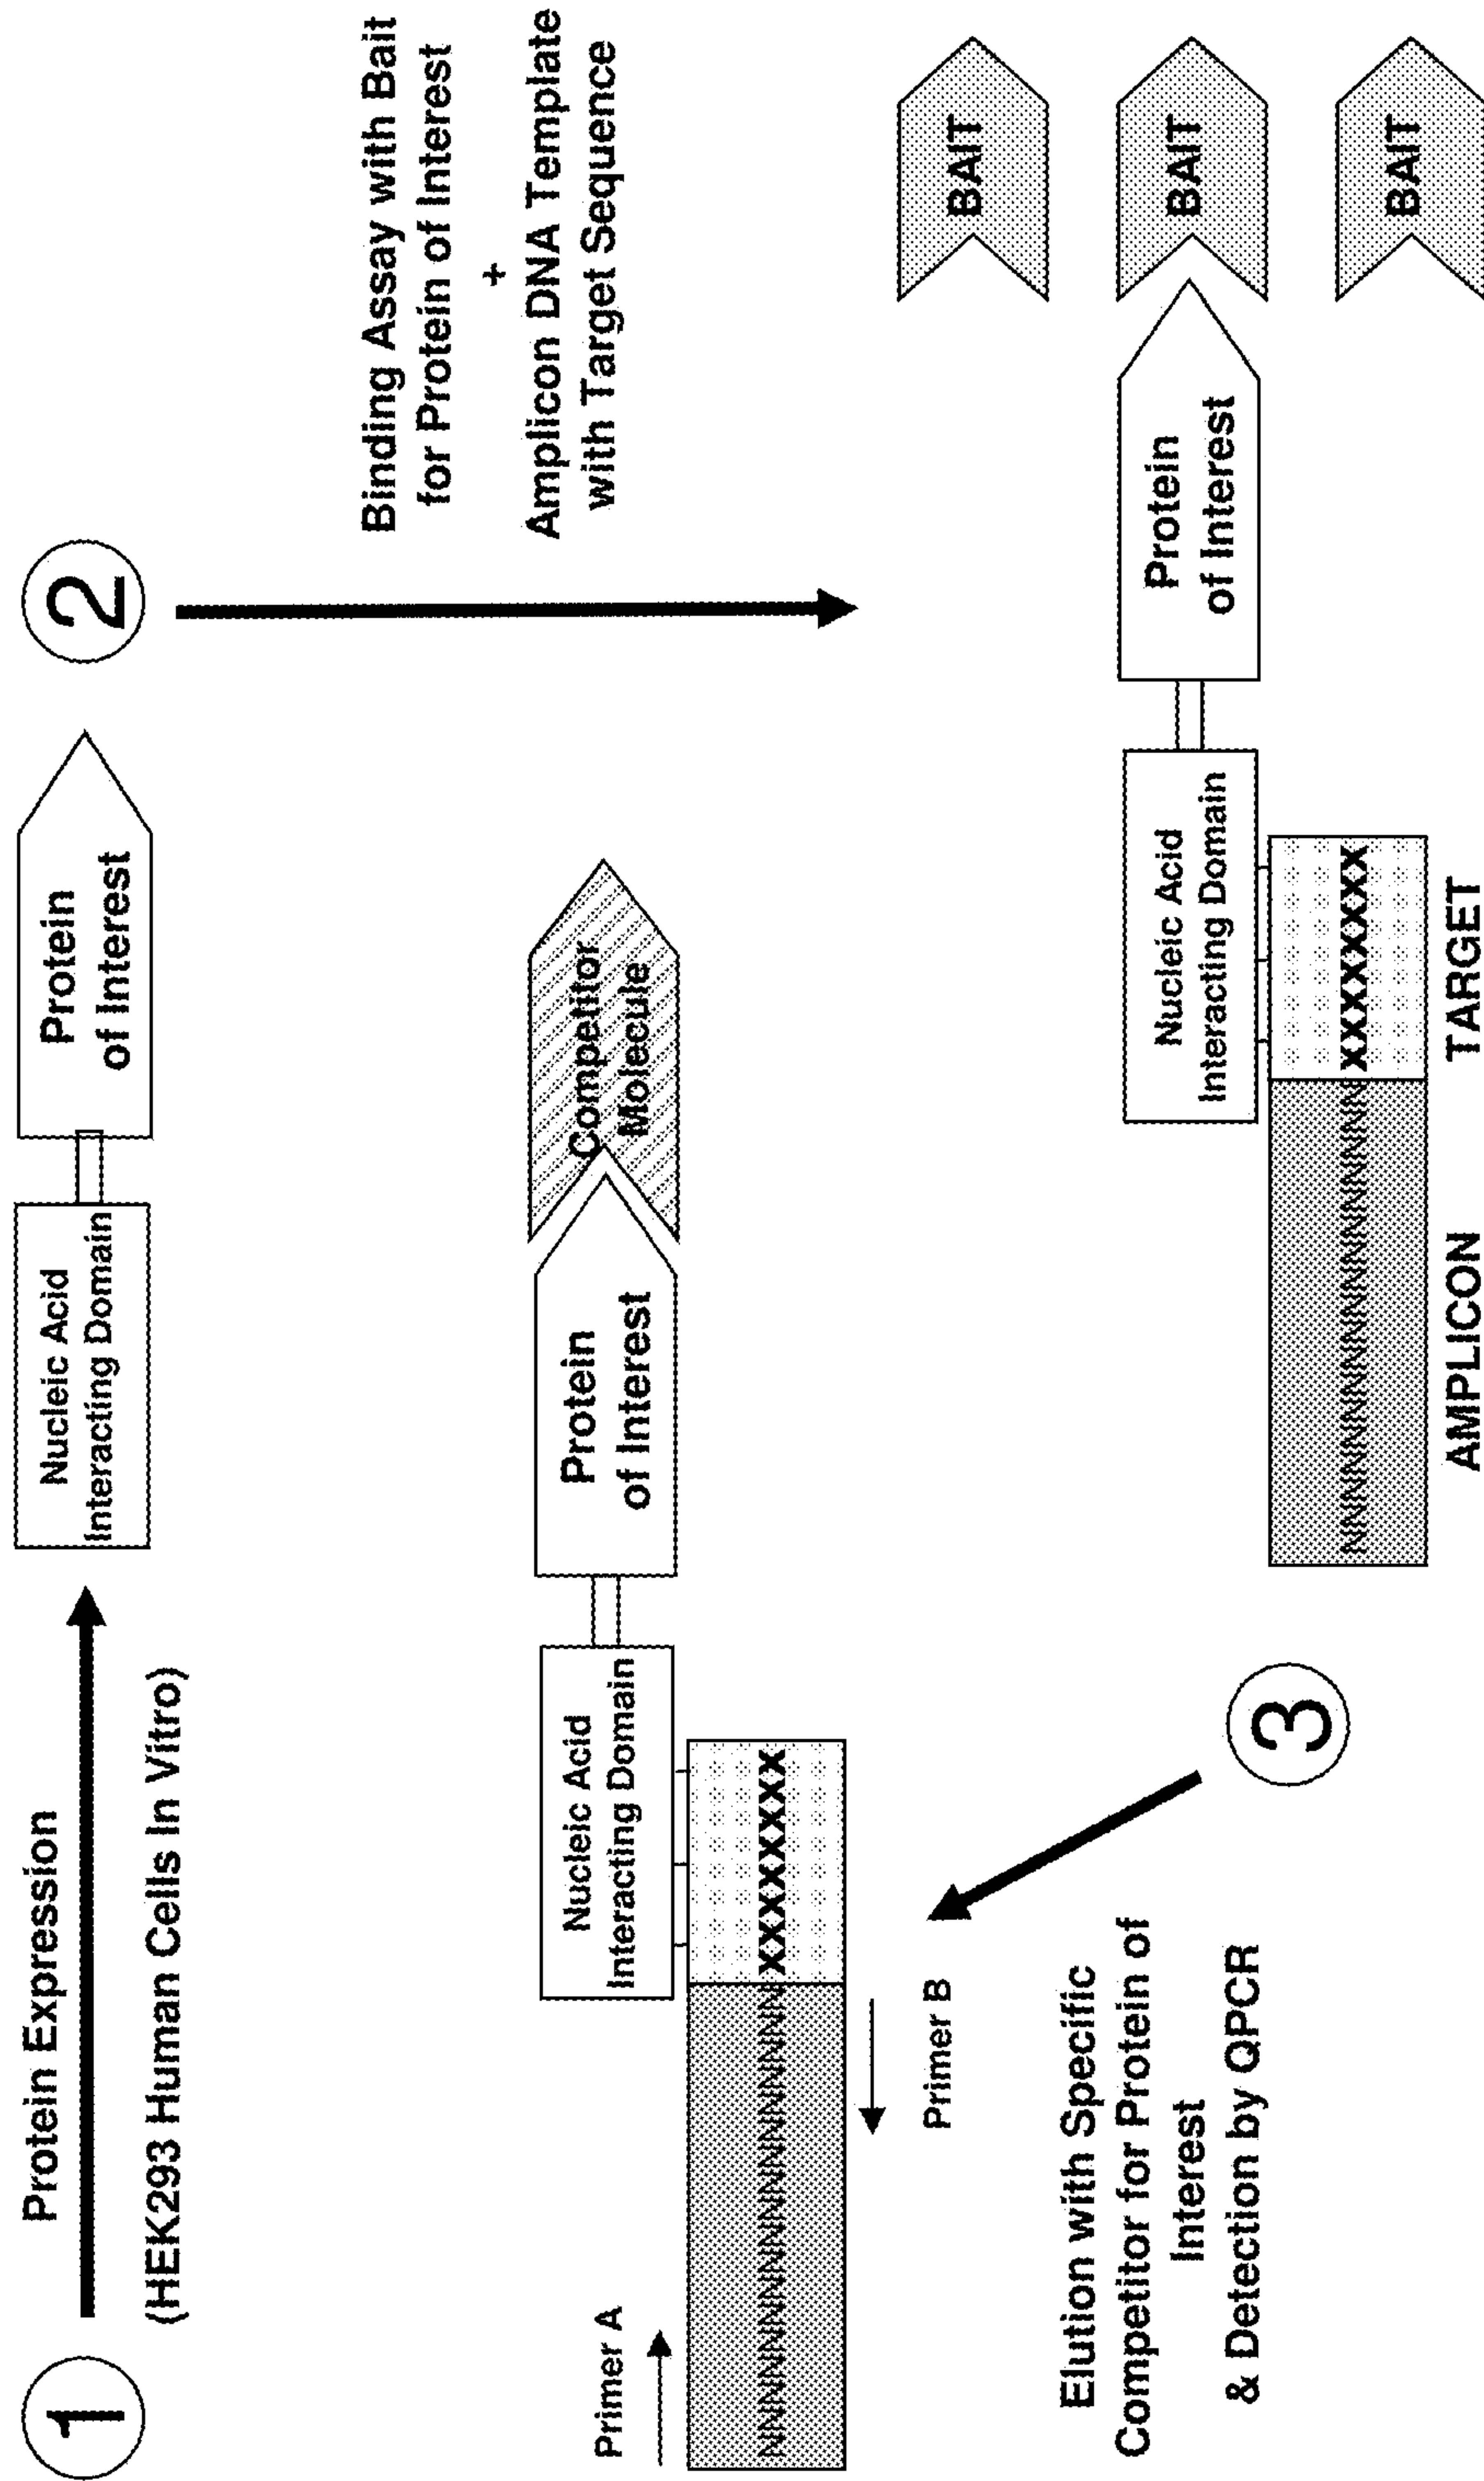 1
Protein Expression
(HEK293 Human Cells In Vitro)
Nucleic Acid
Interacting Domain
Protein
of Interest
2
Binding Assay with Bait
for Protein of Interest
+
Amplicon DNA Template
with Target Sequence
BAIT
BAIT
BAIT
Protein
of Interest
Nucleic Acid
Interacting Domain
XXXXXXX
AMPLICON
TARGET
3
Elution with Specific
Competitor for Protein of
Interest
& Detection by QPCR
Primer A
Primer B
Nucleic Acid
Interacting Domain
XXXXXXX
Protein
of Interest
Competitor
Molecule